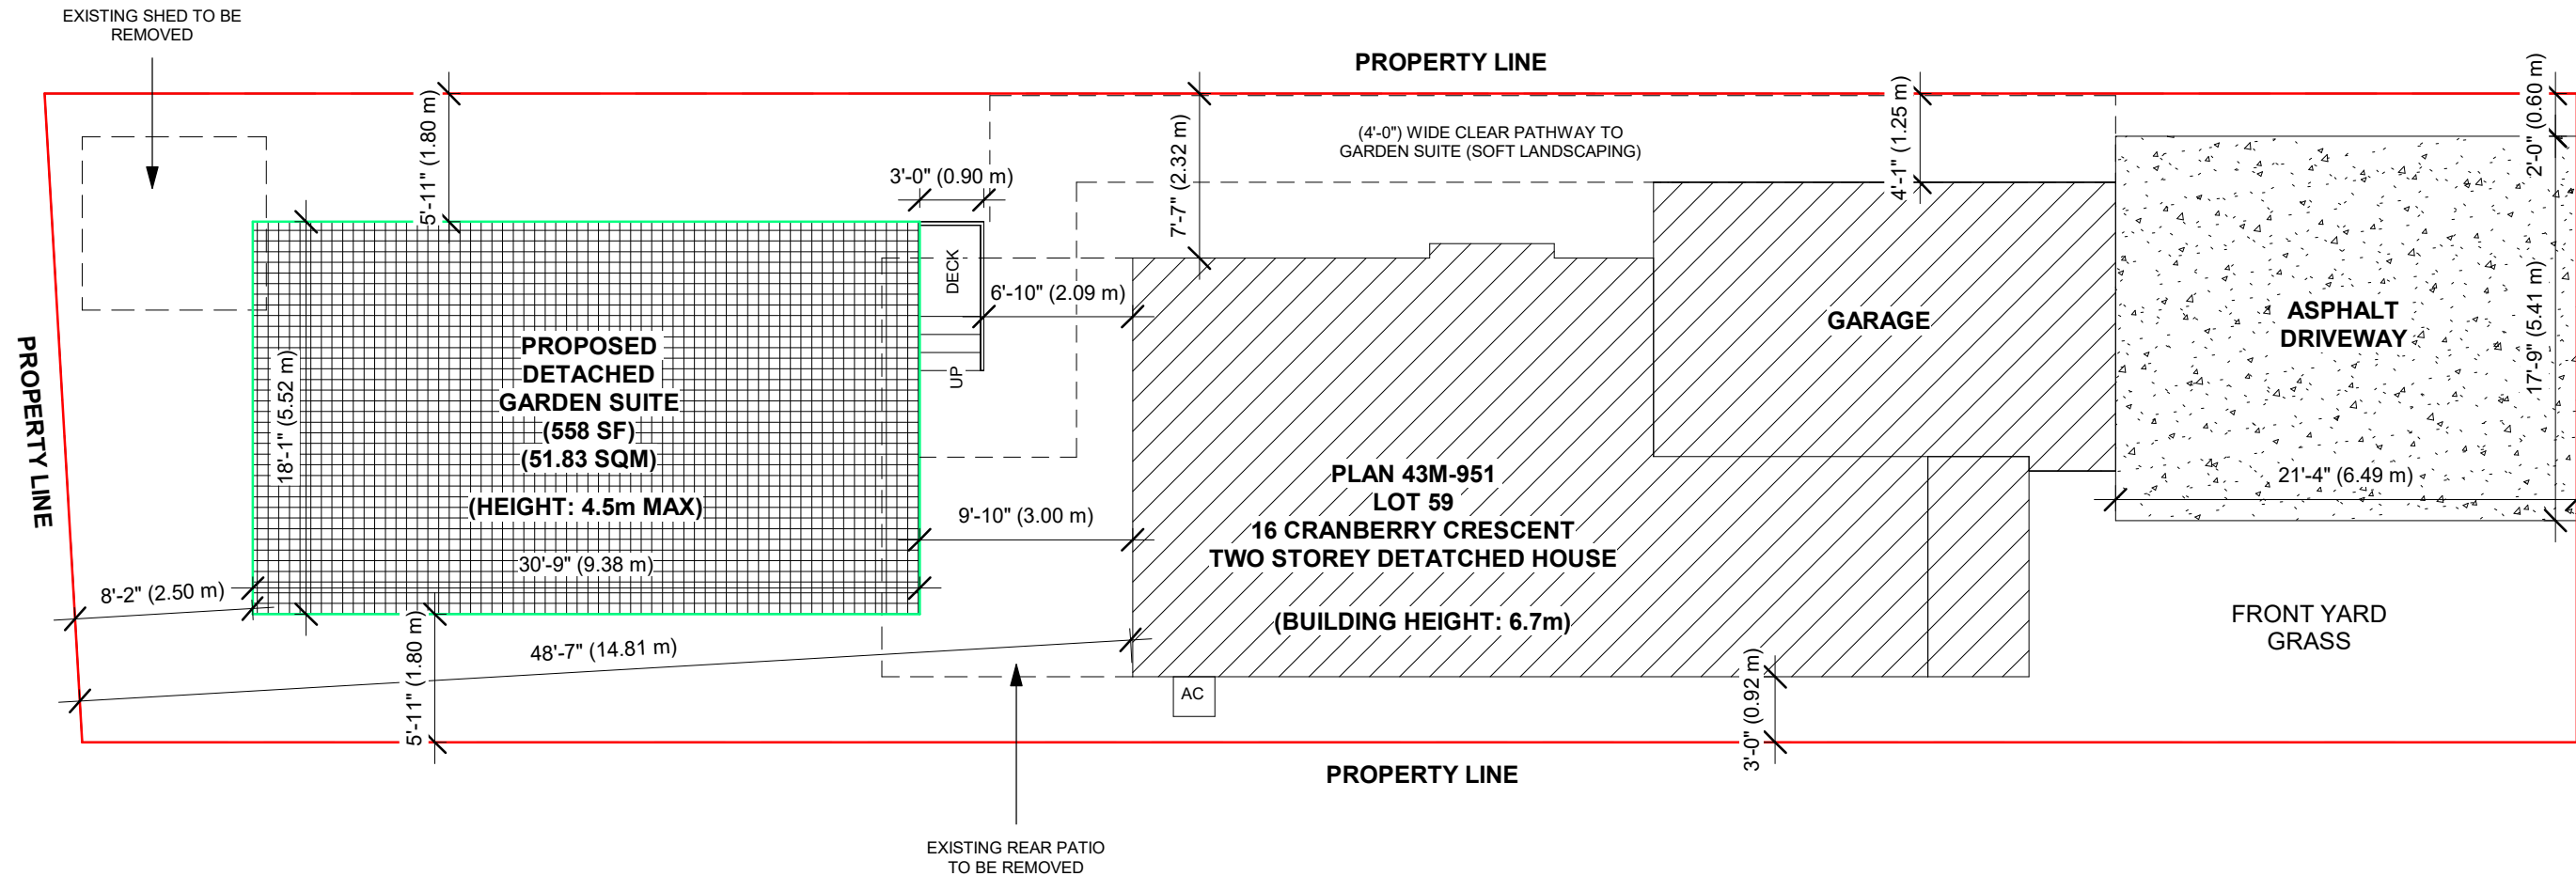 EXISTING SHED TO BE
REMOVED
PROPERTY LINE
5'-11" (1.80 m)
7'-7" (2.32 m)
4'-1" (1.25 m)
2'-0" (0.60 m)
(4'-0") WIDE CLEAR PATHWAY TO
GARDEN SUITE (SOFT LANDSCAPING)
3'-0" (0.90 m)
DECK
6'-10" (2.09 m)
UP
PROPERTY LINE
18'-1" (5.52 m)
PROPOSED
DETACHED
GARDEN SUITE
(558 SF)
(51.83 SQM)
(HEIGHT: 4.5m MAX)
30'-9" (9.38 m)
GARAGE
ASPHALT
DRIVEWAY
17'-9" (5.41 m)
21'-4" (6.49 m)
PLAN 43M-951
LOT 59
16 CRANBERRY CRESCENT
TWO STOREY DETATCHED HOUSE
(BUILDING HEIGHT: 6.7m)
9'-10" (3.00 m)
8'-2" (2.50 m)
48'-7" (14.81 m)
5'-11" (1.80 m)
AC
3'-0" (0.92 m)
FRONT YARD
GRASS
PROPERTY LINE
EXISTING REAR PATIO
TO BE REMOVED